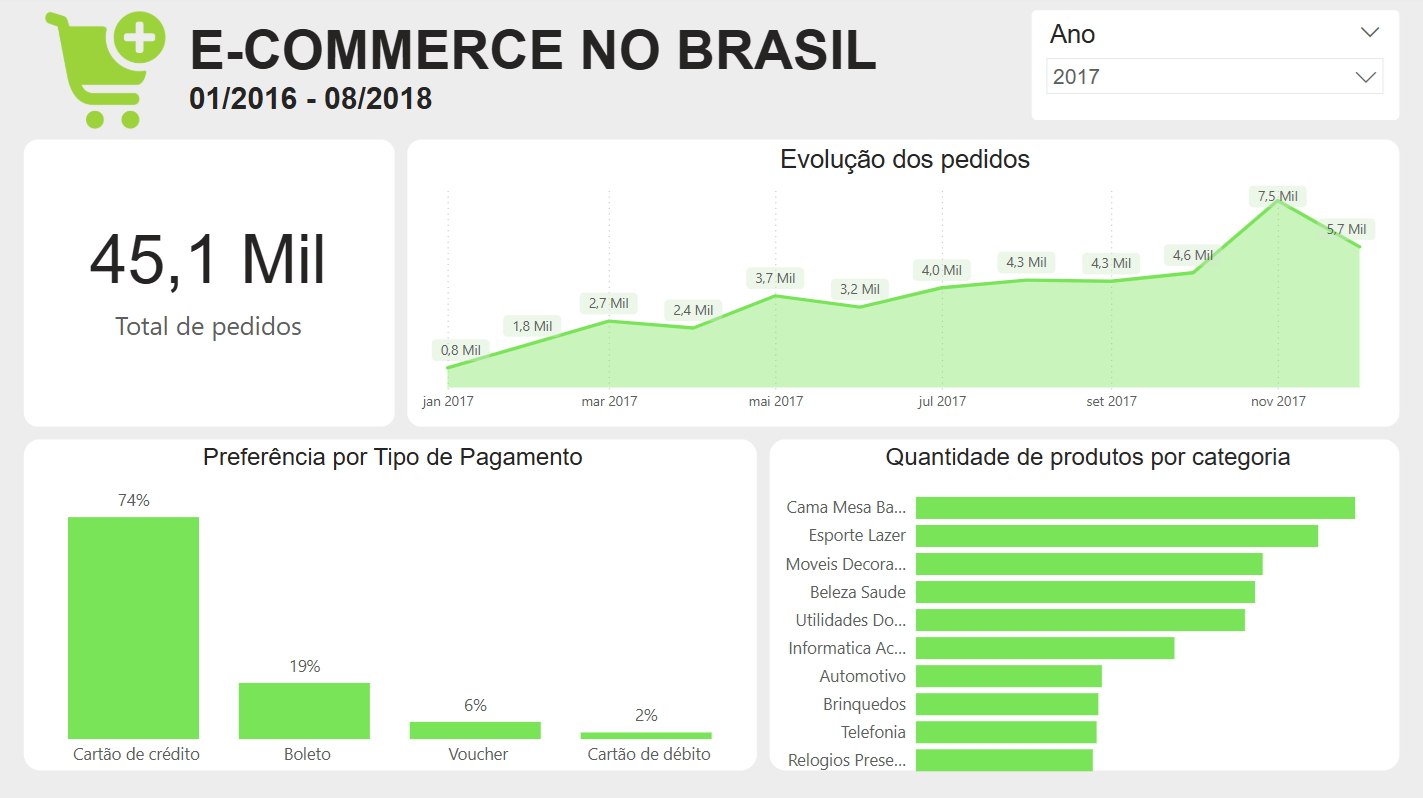 E-COMMERCE NO BRASIL
01/2016 - 08/2018
Ano
2017
45,1 Mil
Total de pedidos
Evolução dos pedidos
0,8 Mil
1,8 Mil
2,7 Mil
2,4 Mil
3,7 Mil
3,2 Mil
4,0 Mil
4,3 Mil
4,3 Mil
4,6 Mil
7,5 Mil
5,7 Mil
jan 2017
mar 2017
mai 2017
jul 2017
set 2017
nov 2017
Preferência por Tipo de Pagamento
74%
19%
6%
2%
Cartão de crédito
Boleto
Voucher
Cartão de débito
Quantidade de produtos por categoria
Cama Mesa Ba...
Esporte Lazer
Moveis Decora...
Beleza Saude
Utilidades Do...
Informatica Ac...
Automotivo
Brinquedos
Telefonia
Relogios Prese...